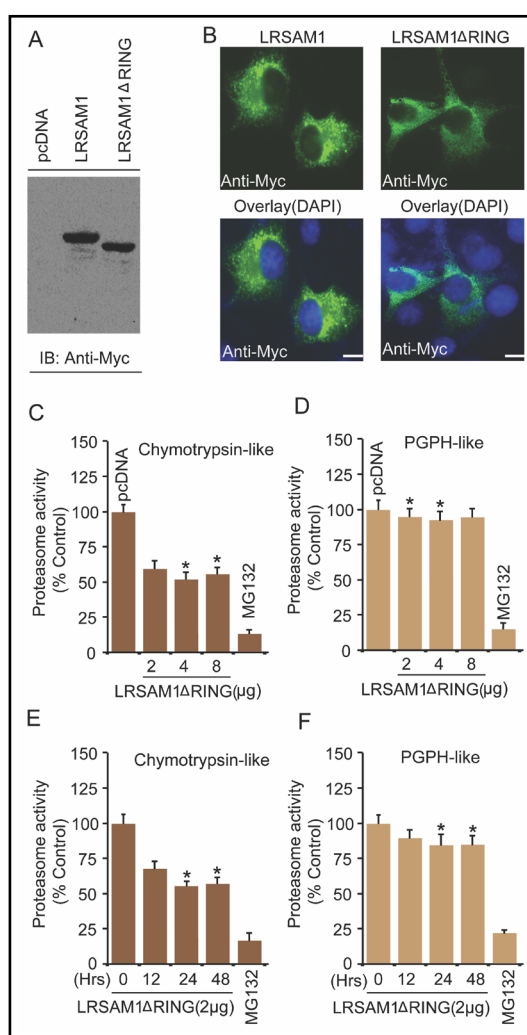 A
pcDNA
LRSAM1
LRSAM1ΔRING
IB: Anti-Myc
B
LRSAM1
LRSAM1ΔRING
Anti-Myc
Anti-Myc
Overlay(DAPI)
Overlay(DAPI)
Anti-Myc
Anti-Myc
C
Chymotrypsin-like
Proteasome activity
(% Control)
150
100
75
50
25
0
pcDNA
*
*
MG132
2 4 8
LRSAM1ΔRING(µg)
D
PGPH-like
Proteasome activity
(% Control)
150
100
75
50
25
0
pcDNA
*
*
MG132
2 4 8
LRSAM1ΔRING(µg)
E
Chymotrypsin-like
Proteasome activity
(% Control)
150
100
75
50
25
0
*
*
(Hrs) 0 12 24 48
MG132
LRSAM1ΔRING(2µg)
F
PGPH-like
Proteasome activity
(% Control)
150
100
75
50
25
0
*
*
(Hrs) 0 12 24 48
MG132
LRSAM1ΔRING(2µg)